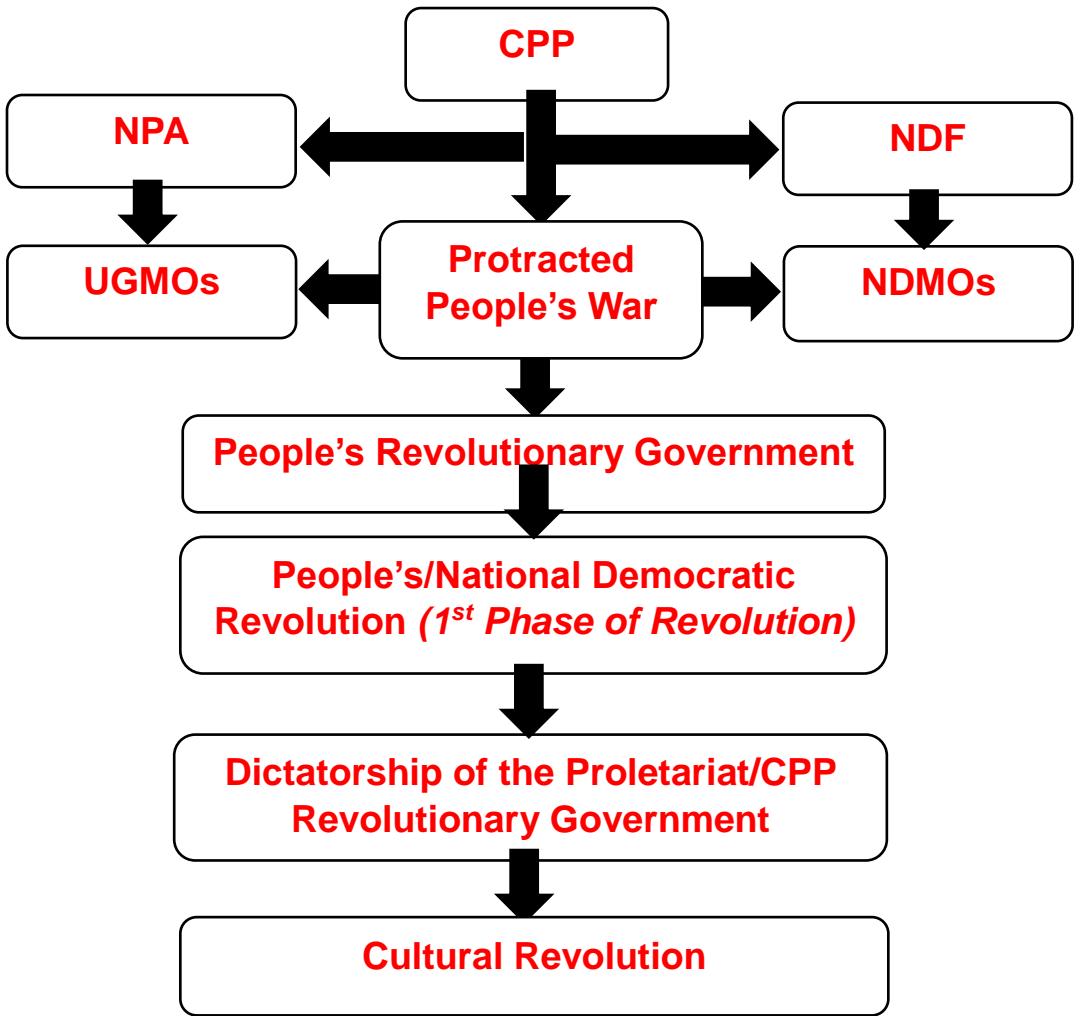 CPP
NPA
NDF
UGMOs
Protracted
People’s War
NDMOs
People’s Revolutionary Government
People’s/National Democratic
Revolution (1st Phase of Revolution)
Dictatorship of the Proletariat/CPP
Revolutionary Government
Cultural Revolution